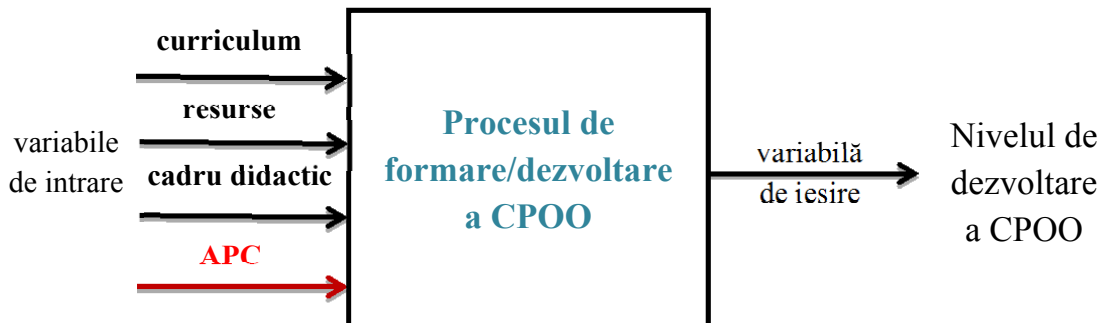 curriculum
resurse
variabile
de intrare
cadru didactic
APC
Procesul de
formare/dezvoltare
a CPOO
variabilă
de iesire
Nivelul de
dezvoltare
a CPOO